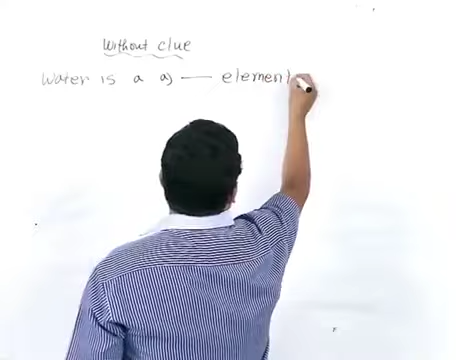 Without clue
Water is a a) — element